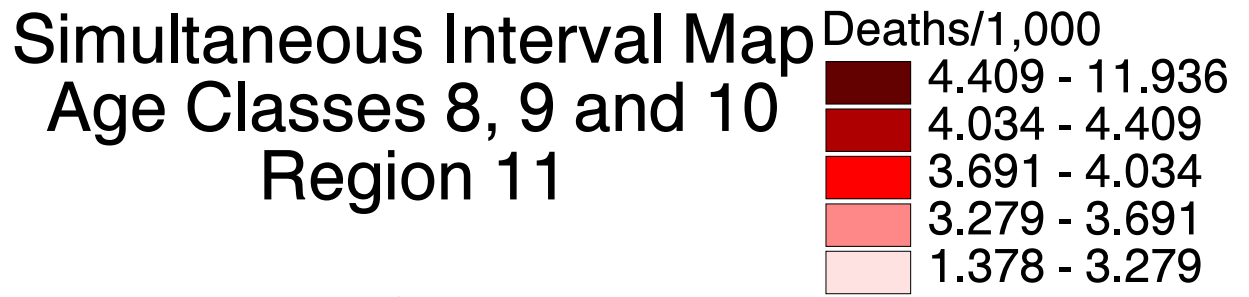 Simultaneous Interval Map
Age Classes 8, 9 and 10
Region 11
Deaths/1,000
4.409 - 11.936
4.034 - 4.409
3.691 - 4.034
3.279 - 3.691
1.378 - 3.279